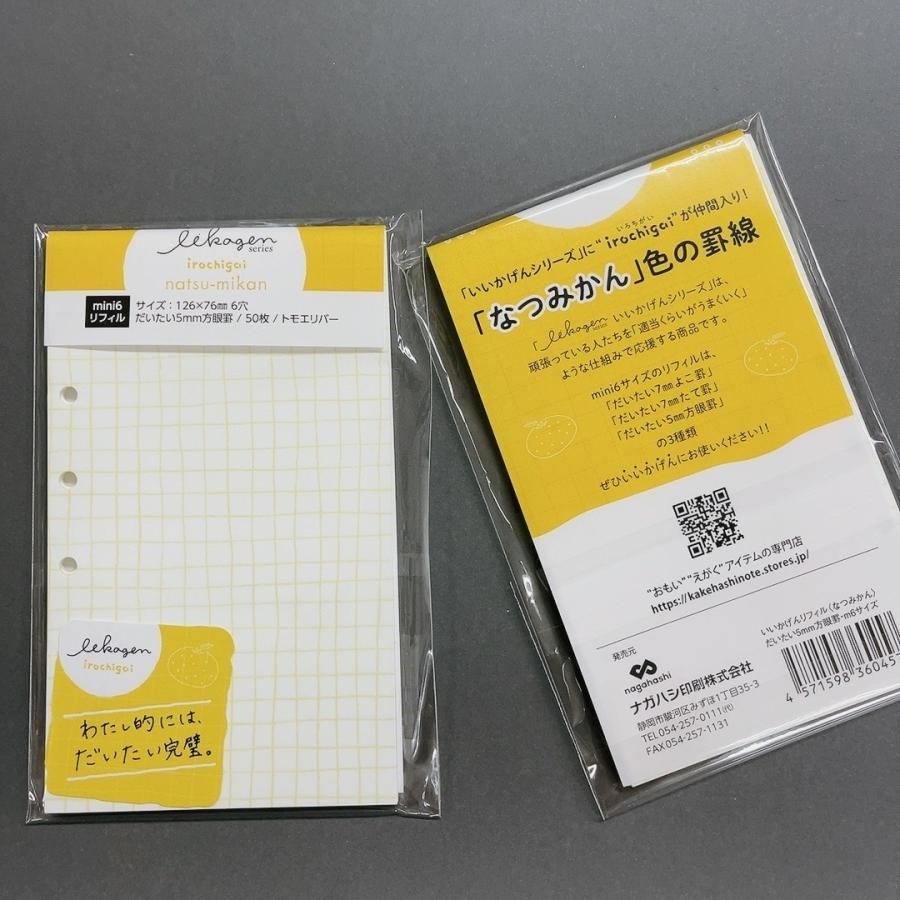 iikagen
series
irochigai
natsu-mikan
mini6
リフィル
サイズ：126×76㎜ 6穴
だいたい5mm方眼罫 / 50枚 / トモエリバー
iikagen
irochigai
わたし的には、
だいたい完璧。
いろちがい
「いいかげんシリーズ」に“irochigai”が仲間入り！
「なつみかん」色の罫線
「iikagen series いいかげんシリーズ」は、
頑張っている人たちを「適当くらいがうまくいく」
ような仕組みで応援する商品です。
mini6サイズのリフィルは、
「だいたい7㎜よこ罫」
「だいたい7㎜たて罫」
「だいたい5㎜方眼罫」
の3種類
ぜひいいかげんにお使いください！！
“おもい”“えがく”アイテムの専門店
https://kakehashinote.stores.jp/
いいかげんリフィル〈なつみかん〉
だいたい5mm方眼罫-m6サイズ
発売元
nagahashi
ナガハシ印刷株式会社
静岡市駿河区みずほ1丁目35-3
TEL054-257-0111㈹
FAX054-257-1131
4 571598 36045